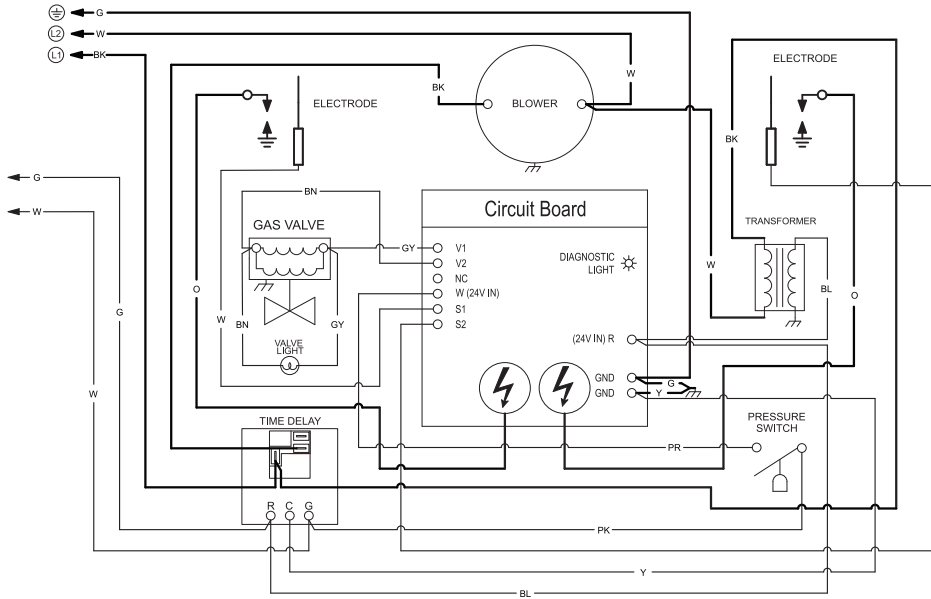 G
L2 W
L1 BK
W
BK
BLOWER
ELECTRODE
ELECTRODE
BK
G
W
BN
Circuit Board
TRANSFORMER
GAS VALVE
GY
V1
V2
NC
W (24V IN)
S1
S2
DIAGNOSTIC
LIGHT
W
BL
O
O
W
G
BN
GY
VALVE
LIGHT
(24V IN) R
GND
G
GND
Y
W
TIME DELAY
PRESSURE
SWITCH
PR
R C G
PK
Y
BL